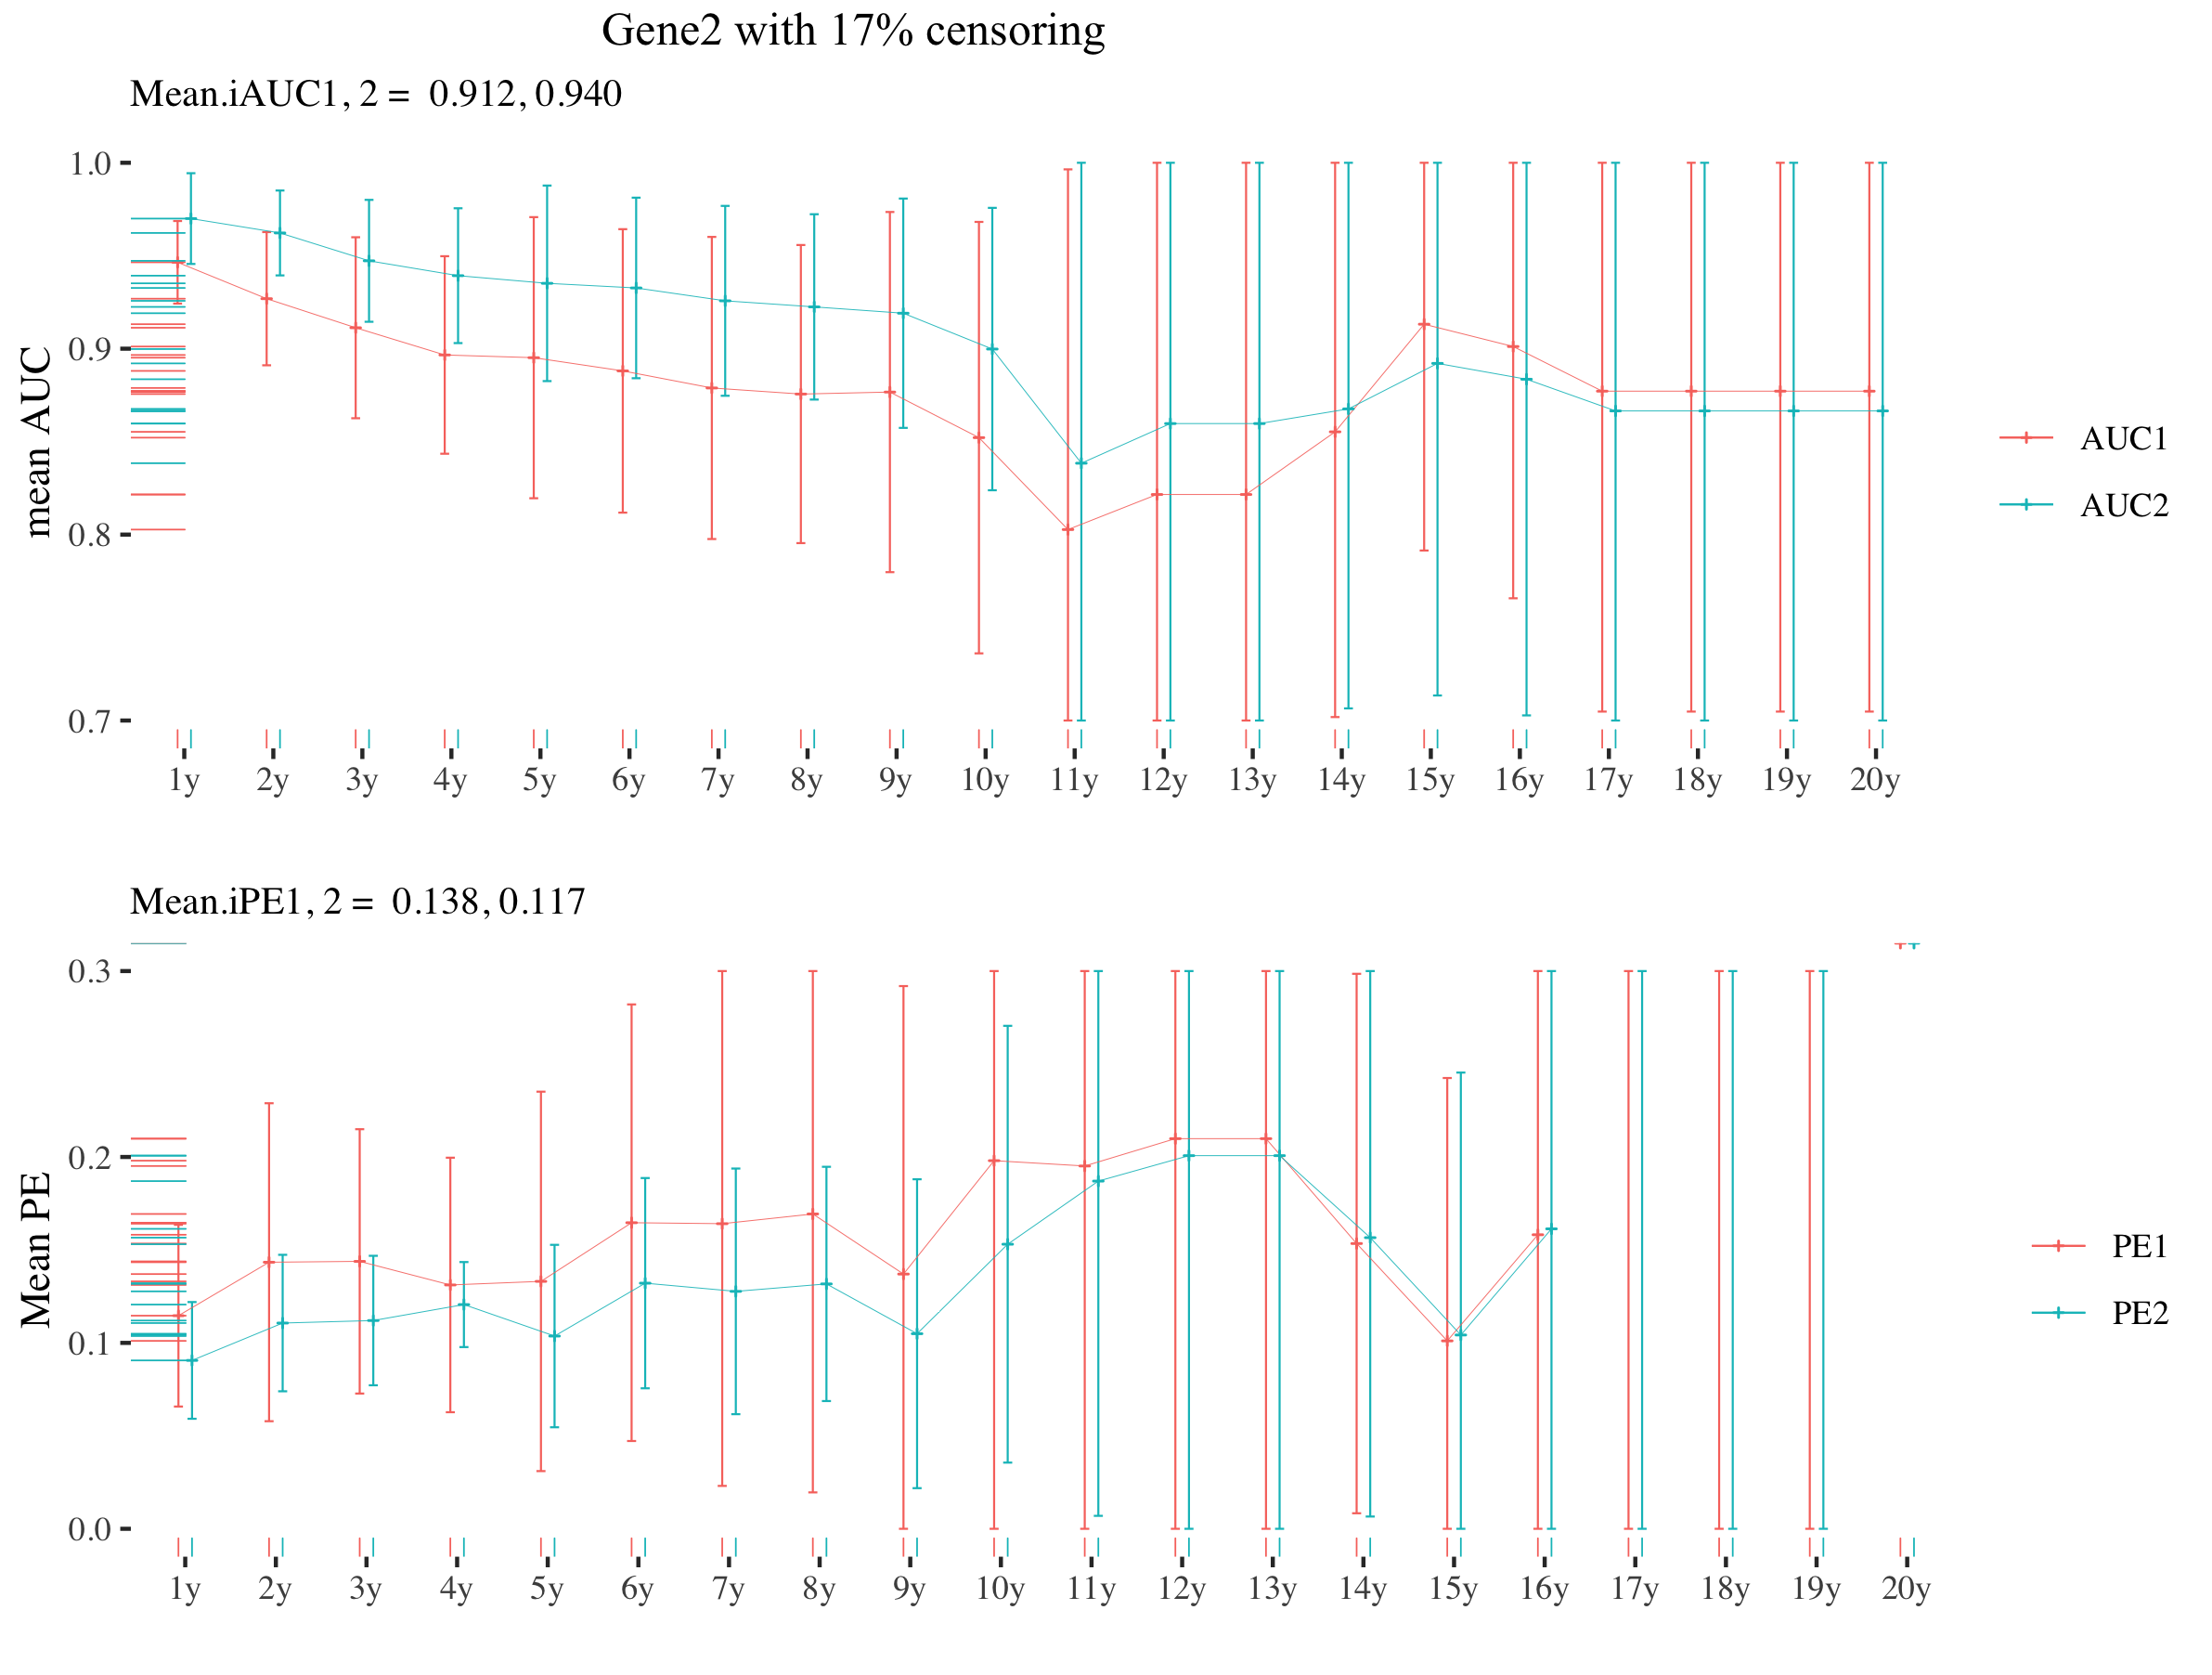 Gene2 with 17% censoring
Mean.iAUC1, 2 = 0.912, 0.940
mean AUC
1.0
0.9
0.8
0.7
1y 2y 3y 4y 5y 6y 7y 8y 9y 10y 11y 12y 13y 14y 15y 16y 17y 18y 19y 20y
AUC1
AUC2
Mean.iPE1, 2 = 0.138, 0.117
Mean PE
0.3
0.2
0.1
0.0
1y 2y 3y 4y 5y 6y 7y 8y 9y 10y 11y 12y 13y 14y 15y 16y 17y 18y 19y 20y
PE1
PE2